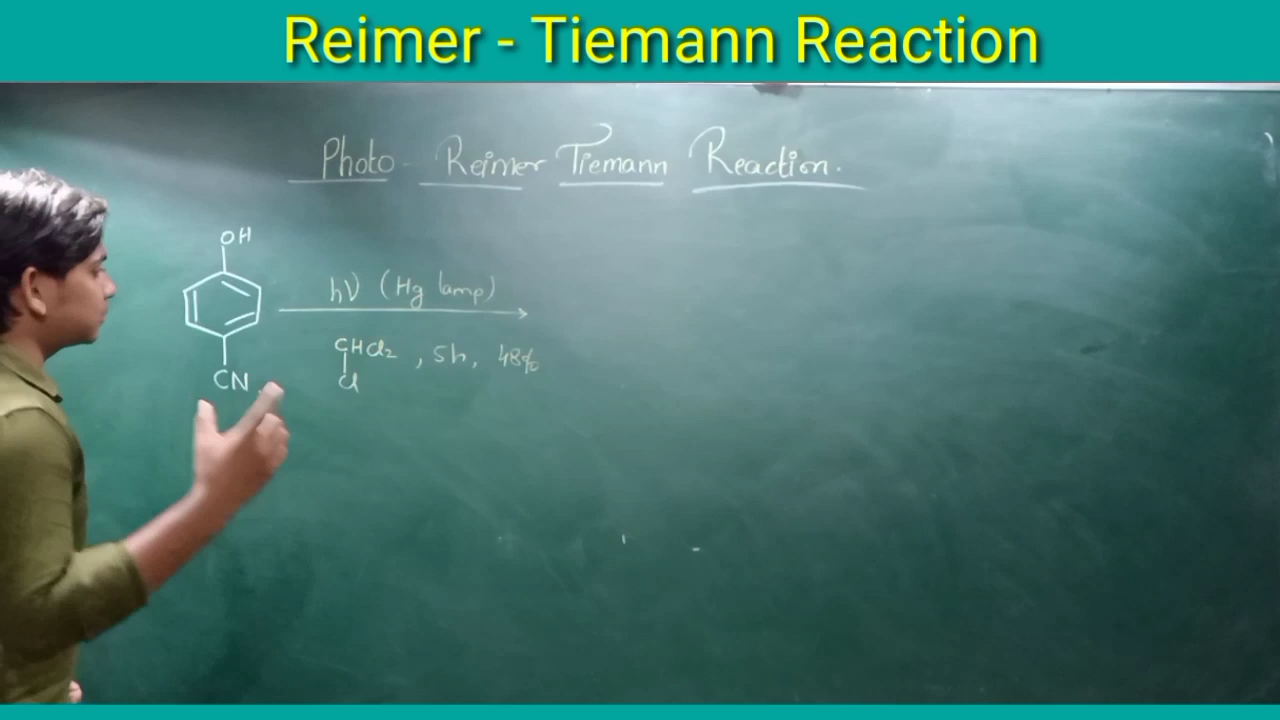 Reimer - Tiemann Reaction
Photo - Reimer Tiemann Reaction.
OH
hν (Hg lamp)
CHCl2, 5h, 48%
Cl
CN